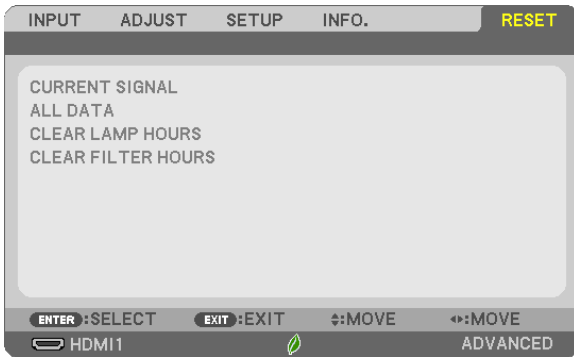 INPUT ADJUST SETUP INFO. RESET
CURRENT SIGNAL
ALL DATA
CLEAR LAMP HOURS
CLEAR FILTER HOURS
ENTER :SELECT EXIT :EXIT :MOVE :MOVE
HDMI1 ADVANCED